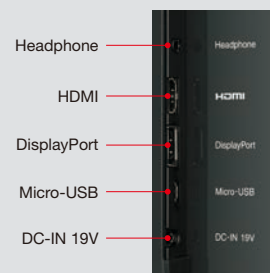 Headphone Headphone
HDMI HDMI
DisplayPort DisplayPort
Micro-USB Micro-USB
DC-IN 19V DC-IN 19V